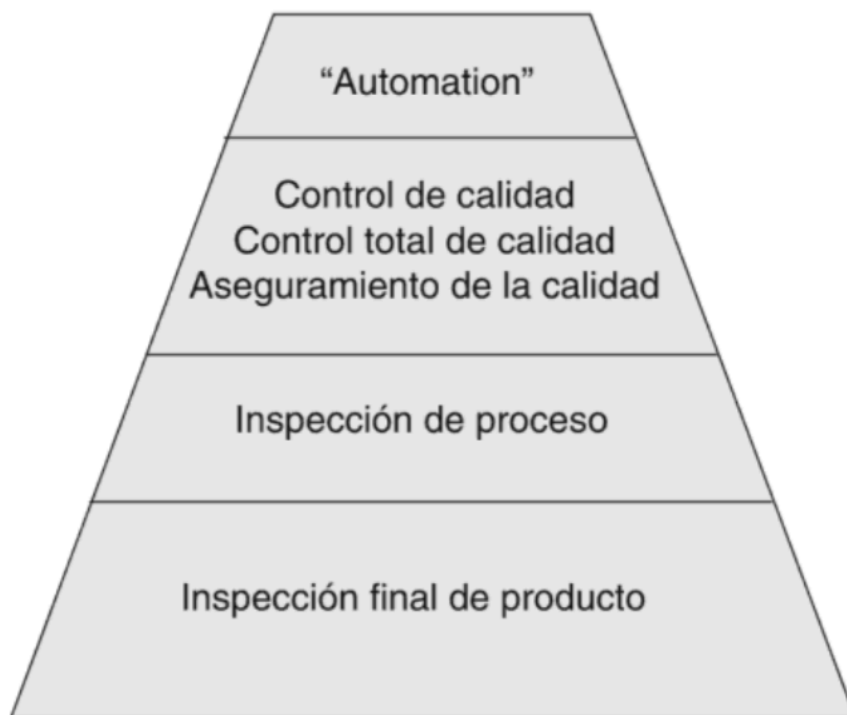 “Automation”
Control de calidad
Control total de calidad
Aseguramiento de la calidad
Inspección de proceso
Inspección final de producto